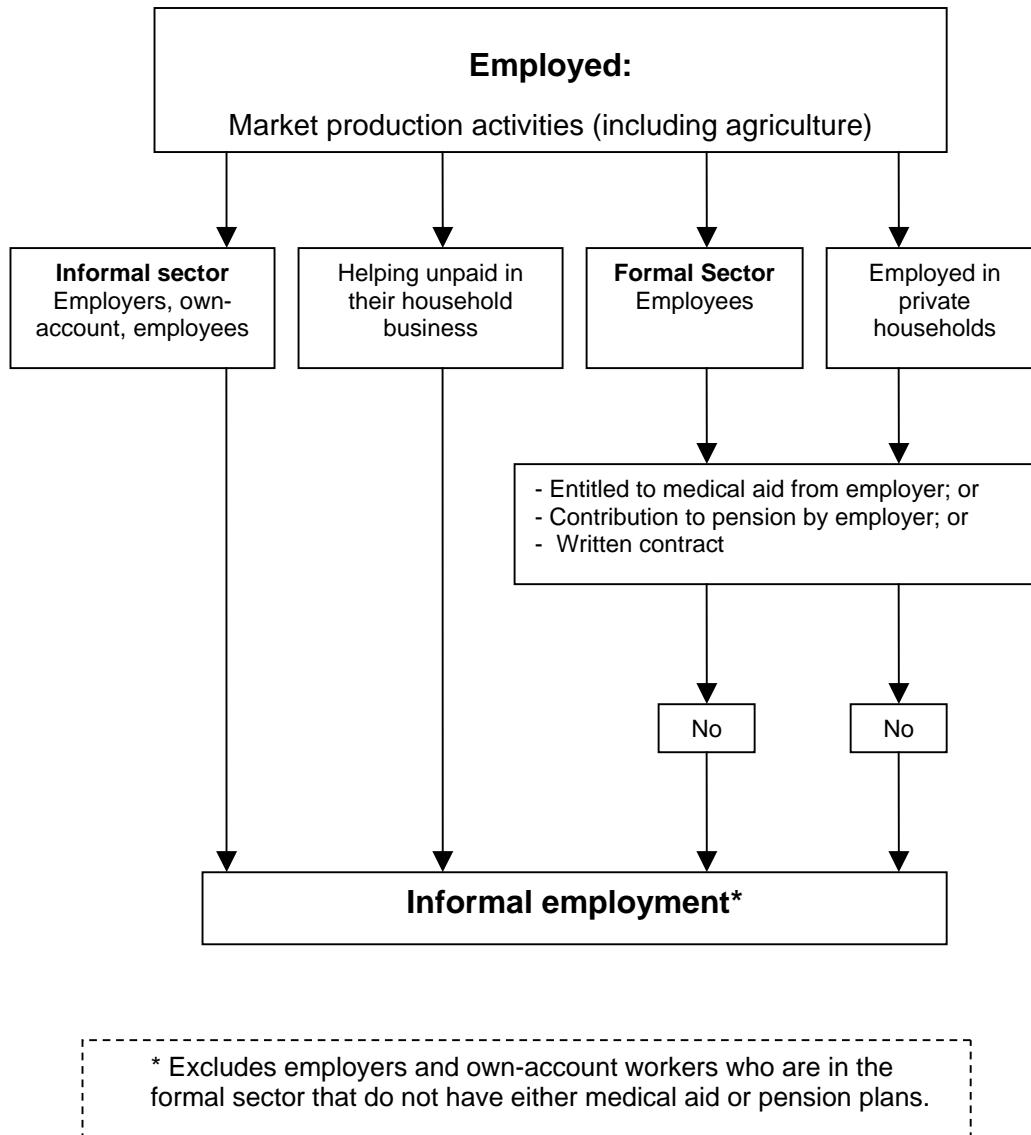 Employed:
Market production activities (including agriculture)
Informal sector
Employers, own-
account, employees
Helping unpaid in
their household
business
Formal Sector
Employees
Employed in
private
households
- Entitled to medical aid from employer; or
- Contribution to pension by employer; or
- Written contract
No
No
Informal employment*
* Excludes employers and own-account workers who are in the
formal sector that do not have either medical aid or pension plans.